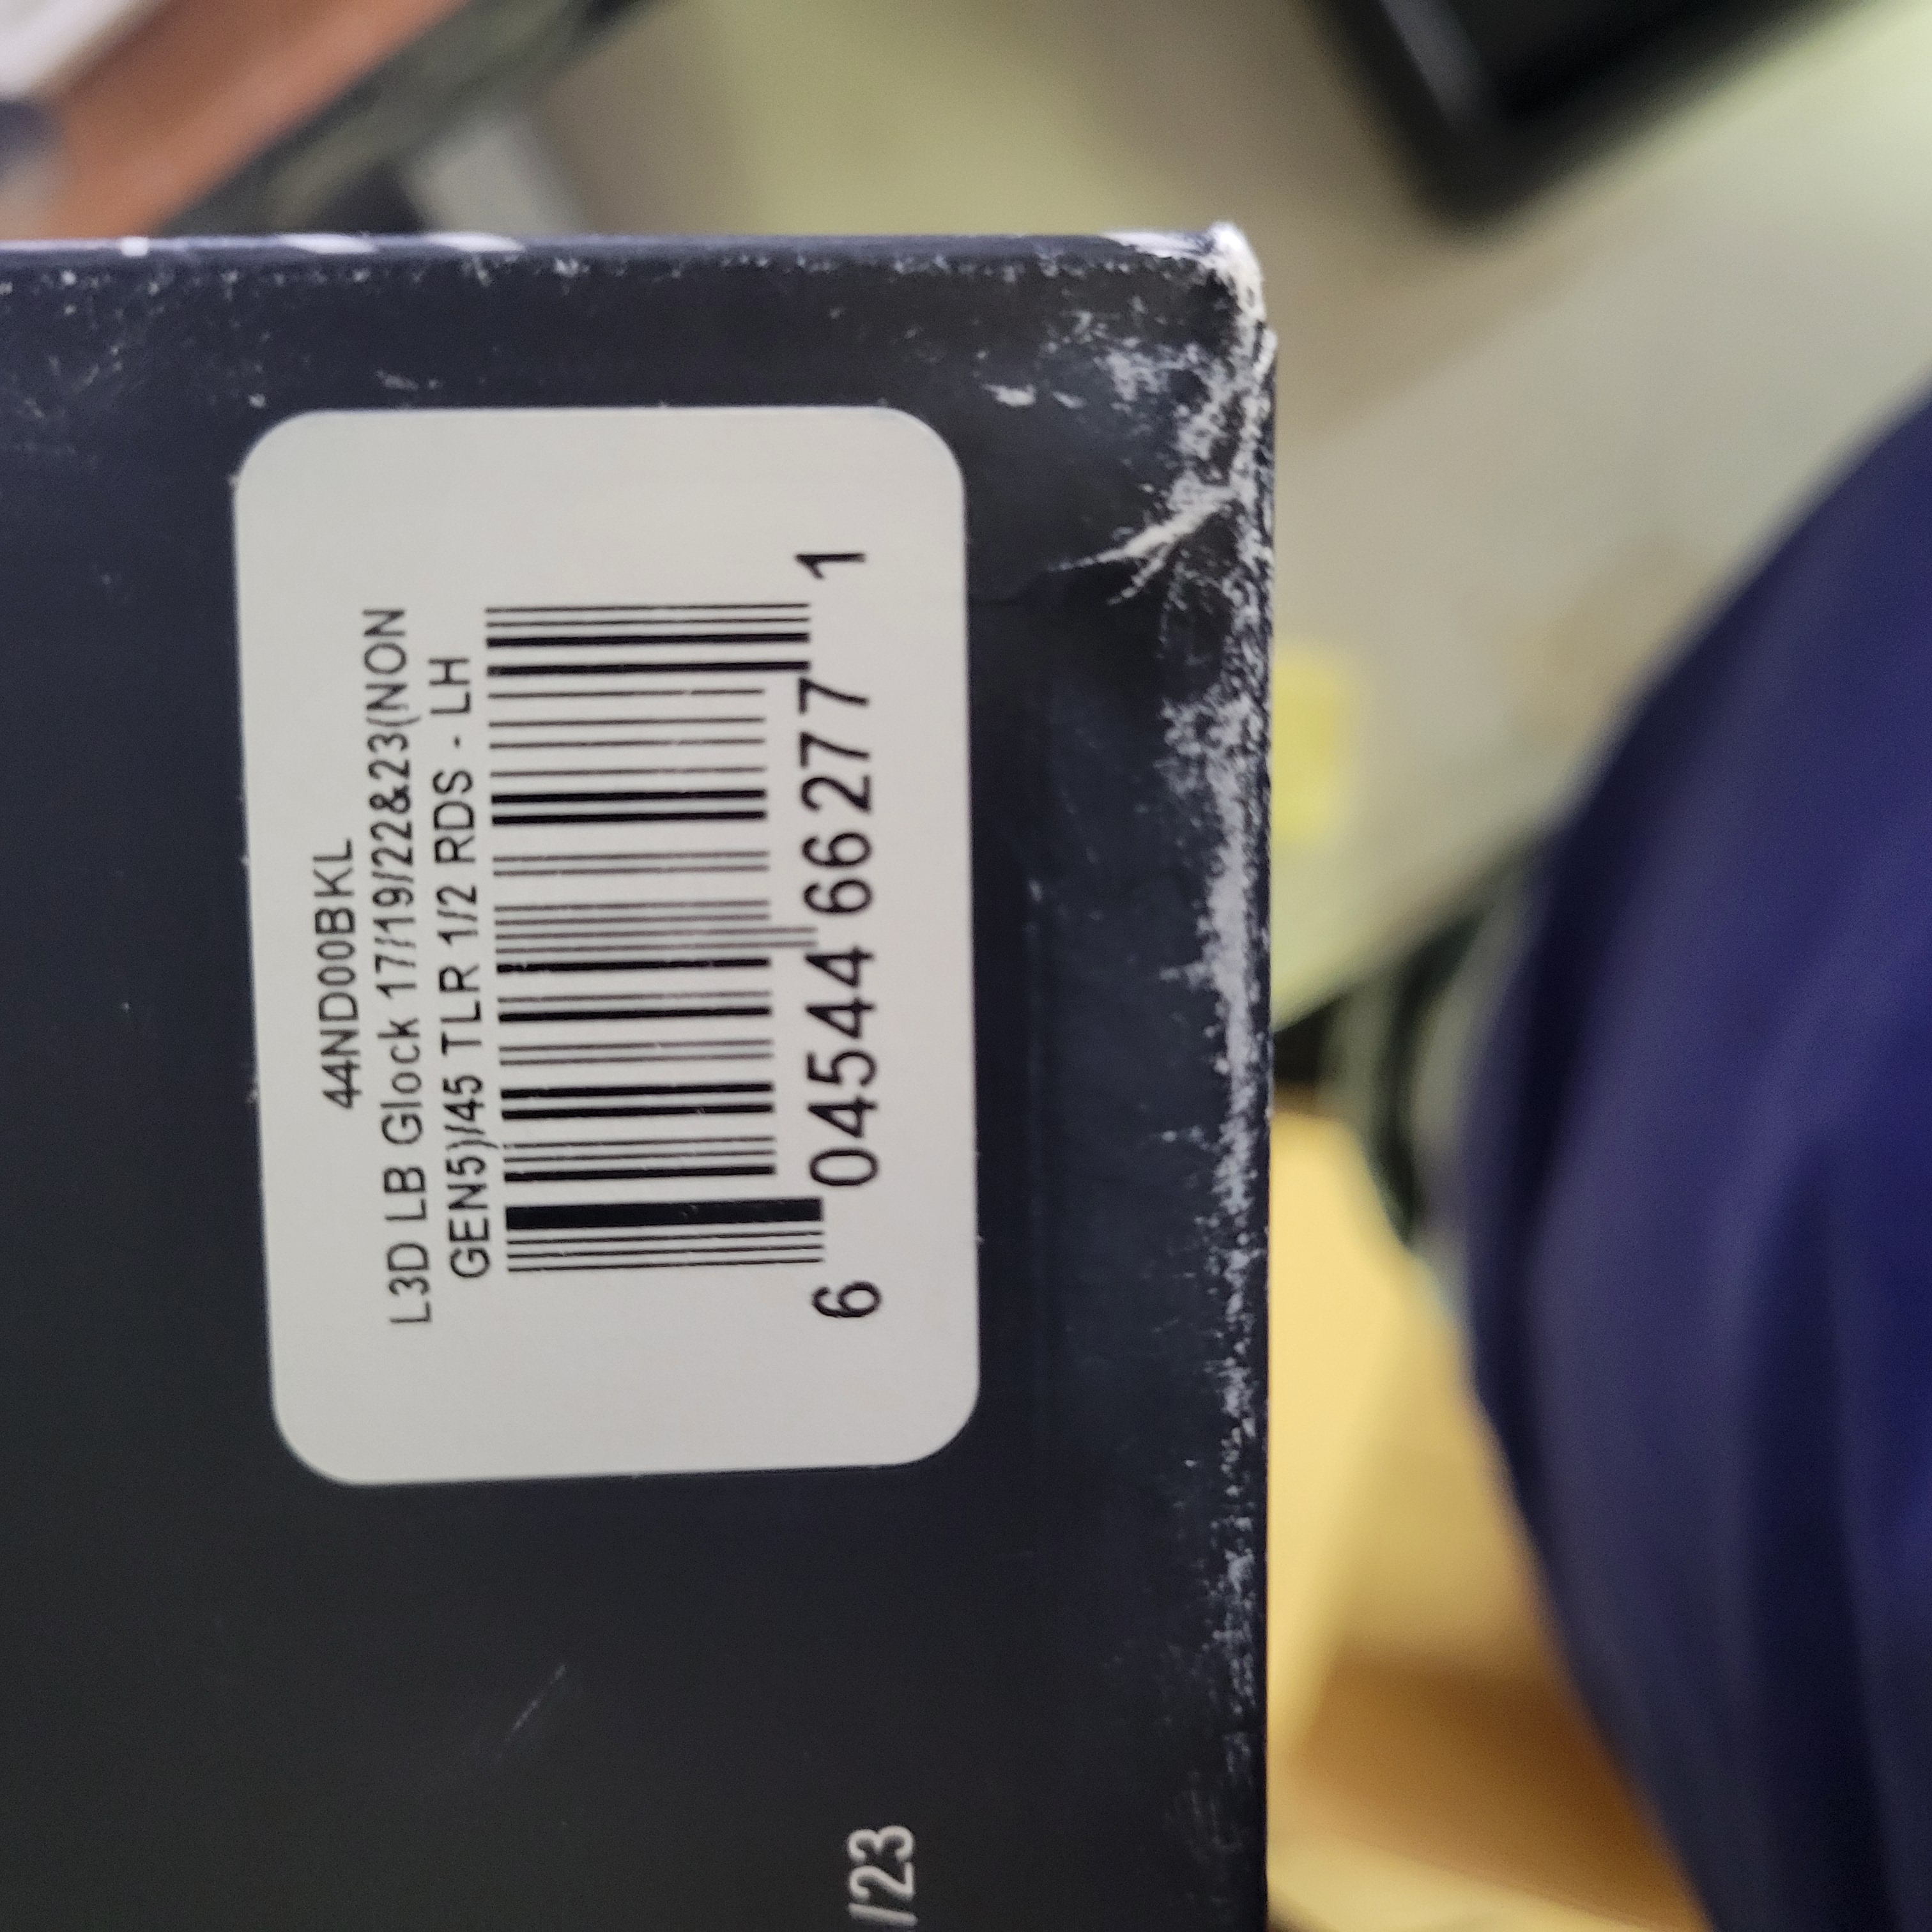 44ND00BKL
L3D LB Glock 17/19/22&23(NON
GEN5)/45 TLR 1/2 RDS - LH
6 04544 66277 1
/23